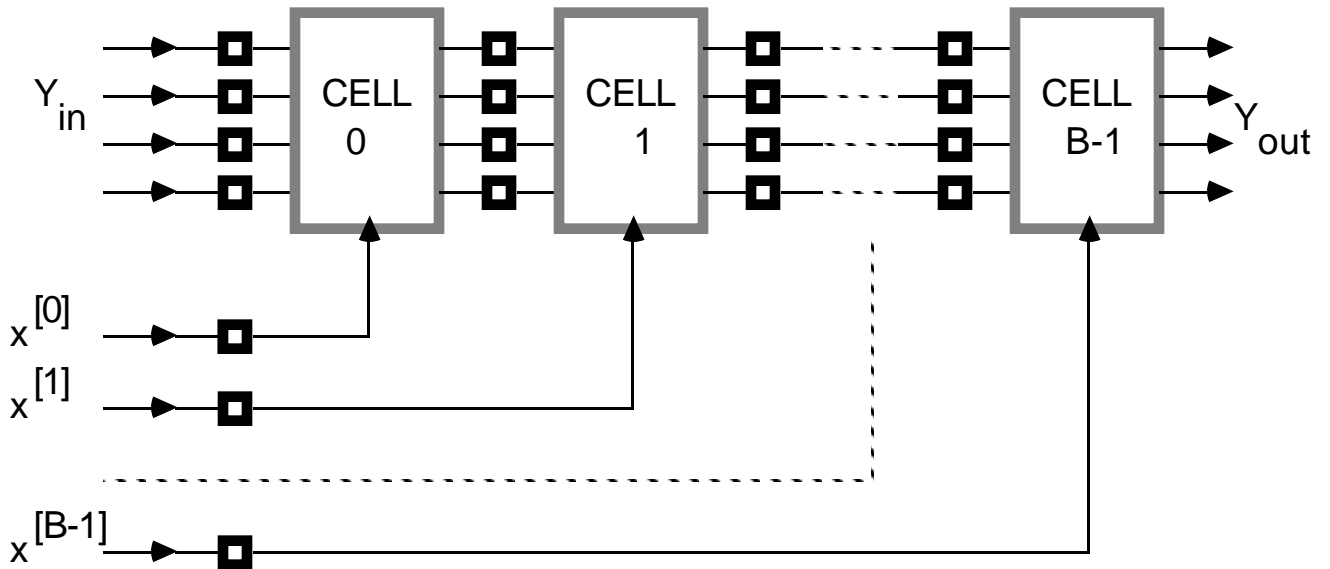 Y in
CELL 0
CELL 1
CELL B-1
Y out
x [0]
x [1]
x [B-1]